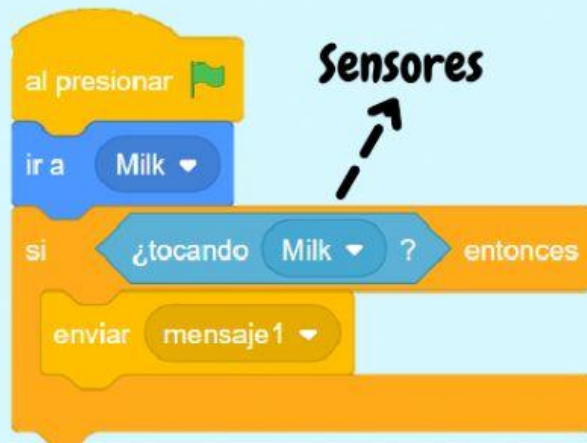 al presionar
Sensores
ir a Milk
si ¿tocando Milk ? entonces
enviar mensaje1